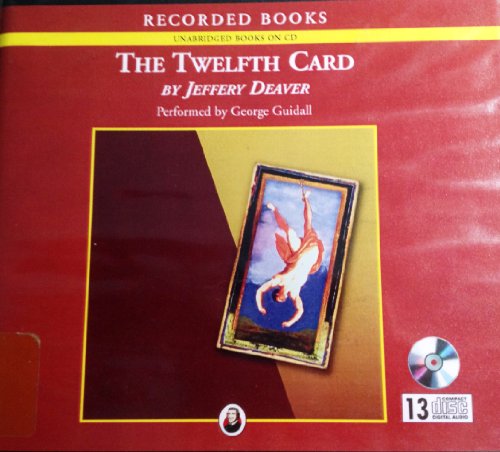 RECORDED BOOKS
UNABRIDGED BOOKS ON CD
THE TWELFTH CARD
BY JEFFERY DEAVER
Performed by George Guidall
13 COMPACT
disc
DIGITAL AUDIO